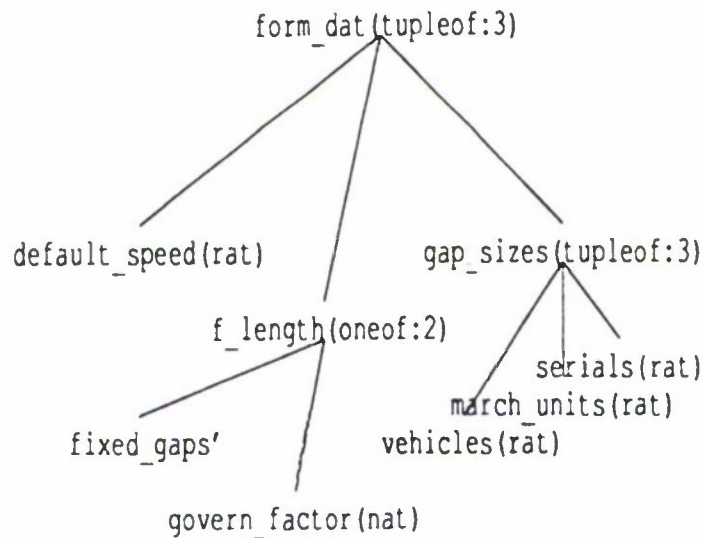 form_dat(tupleof:3)
default_speed(rat)
gap_sizes(tupleof:3)
f_length(oneof:2)
serials(rat)
march_units(rat)
fixed_gaps'
vehicles(rat)
govern_factor(nat)